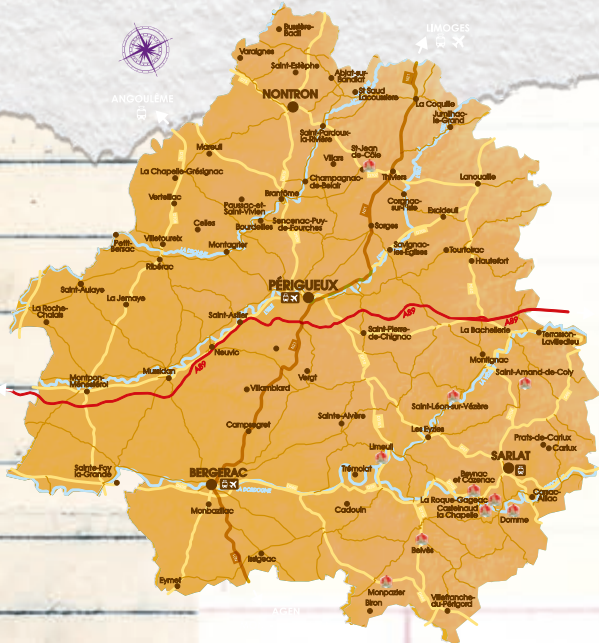 LIMOGES
Bussière-
Badil
Varaignes
Saint-Estèphe
Abjat-sur-
Bandiat
St Saud
Lacoussière
NONTRON
La Coquille
ANGOULÊME
Jumilhac-
le-Grand
Saint-Pardoux-
la-Rivière
Mareuil
St-Jean
de-Côle
Villars
La Chapelle-Grésignac
Champagnac-
de-Belair
Thiviers
Lanouaille
Verteillac
Brantôme
Paussac-et-
Saint-Vivien
Corgnac-
sur-l'Isle
Excideuil
Bourdeilles
Sencenac-Puy-
de-Fourches
Celles
Sorges
Petit-
Bersac
Villetoureix
Montagrier
Savignac-
les-Eglises
Tourtoirac
Ribérac
Hautefort
Saint-Aulaye
PÉRIGUEUX
La Roche-
Chalais
La Jemaye
Saint-Astier
A89
A89
Saint-Pierre-
de-Chignac
La Bachellerie
Terrasson-
Lavilledieu
Neuvic
Montignac
Mussidan
A89
Montpon-
Ménestérol
Vergt
Saint-Amand-de-Coly
Villamblard
Saint-Léon-sur-Vézère
Campsegret
Sainte-Alvère
Les Eyzies
Prats-de-Carlux
Carlux
Limeuil
SARLAT
Sainte-Foy
la-Grande
BERGERAC
Trémolat
Beynac
et Cazenac
La Roque-Gageac
Carsac-
Aillac
Monbazillac
Cadouin
Castelnaud
la Chapelle
Domme
Belvès
Issigeac
Eymet
Monpazier
Biron
Villefranche-
du-Périgord
AGEN